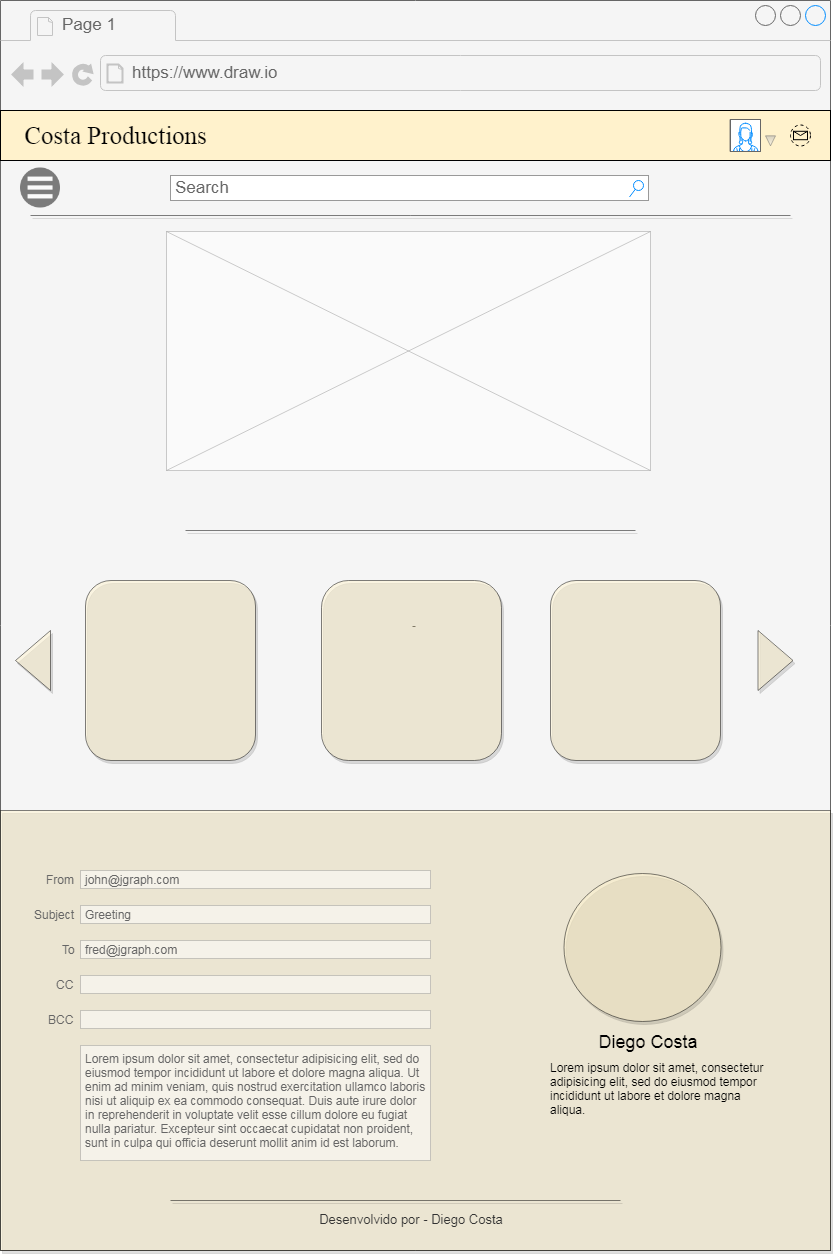 Page 1
https://www.draw.io
Costa Productions
Search
-
From john@jgraph.com
Subject Greeting
To fred@jgraph.com
CC
BCC
Lorem ipsum dolor sit amet, consectetur adipisicing elit, sed do
eiusmod tempor incididunt ut labore et dolore magna aliqua. Ut
enim ad minim veniam, quis nostrud exercitation ullamco laboris
nisi ut aliquip ex ea commodo consequat. Duis aute irure dolor
in reprehenderit in voluptate velit esse cillum dolore eu fugiat
nulla pariatur. Excepteur sint occaecat cupidatat non proident,
sunt in culpa qui officia deserunt mollit anim id est laborum.
Diego Costa
Lorem ipsum dolor sit amet, consectetur
adipisicing elit, sed do eiusmod tempor
incididunt ut labore et dolore magna
aliqua.
Desenvolvido por - Diego Costa